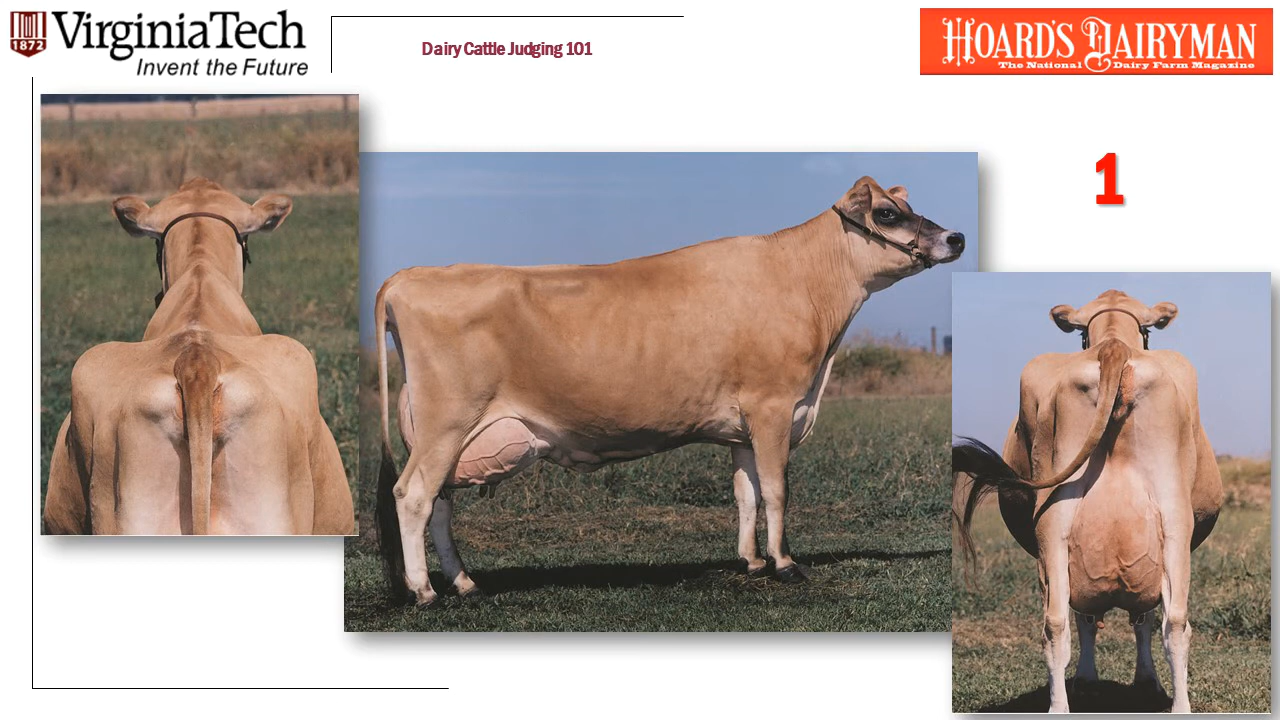 1872
VirginiaTech
Invent the Future
Dairy Cattle Judging 101
HOARD'S DAIRYMAN
The National Dairy Farm Magazine
1